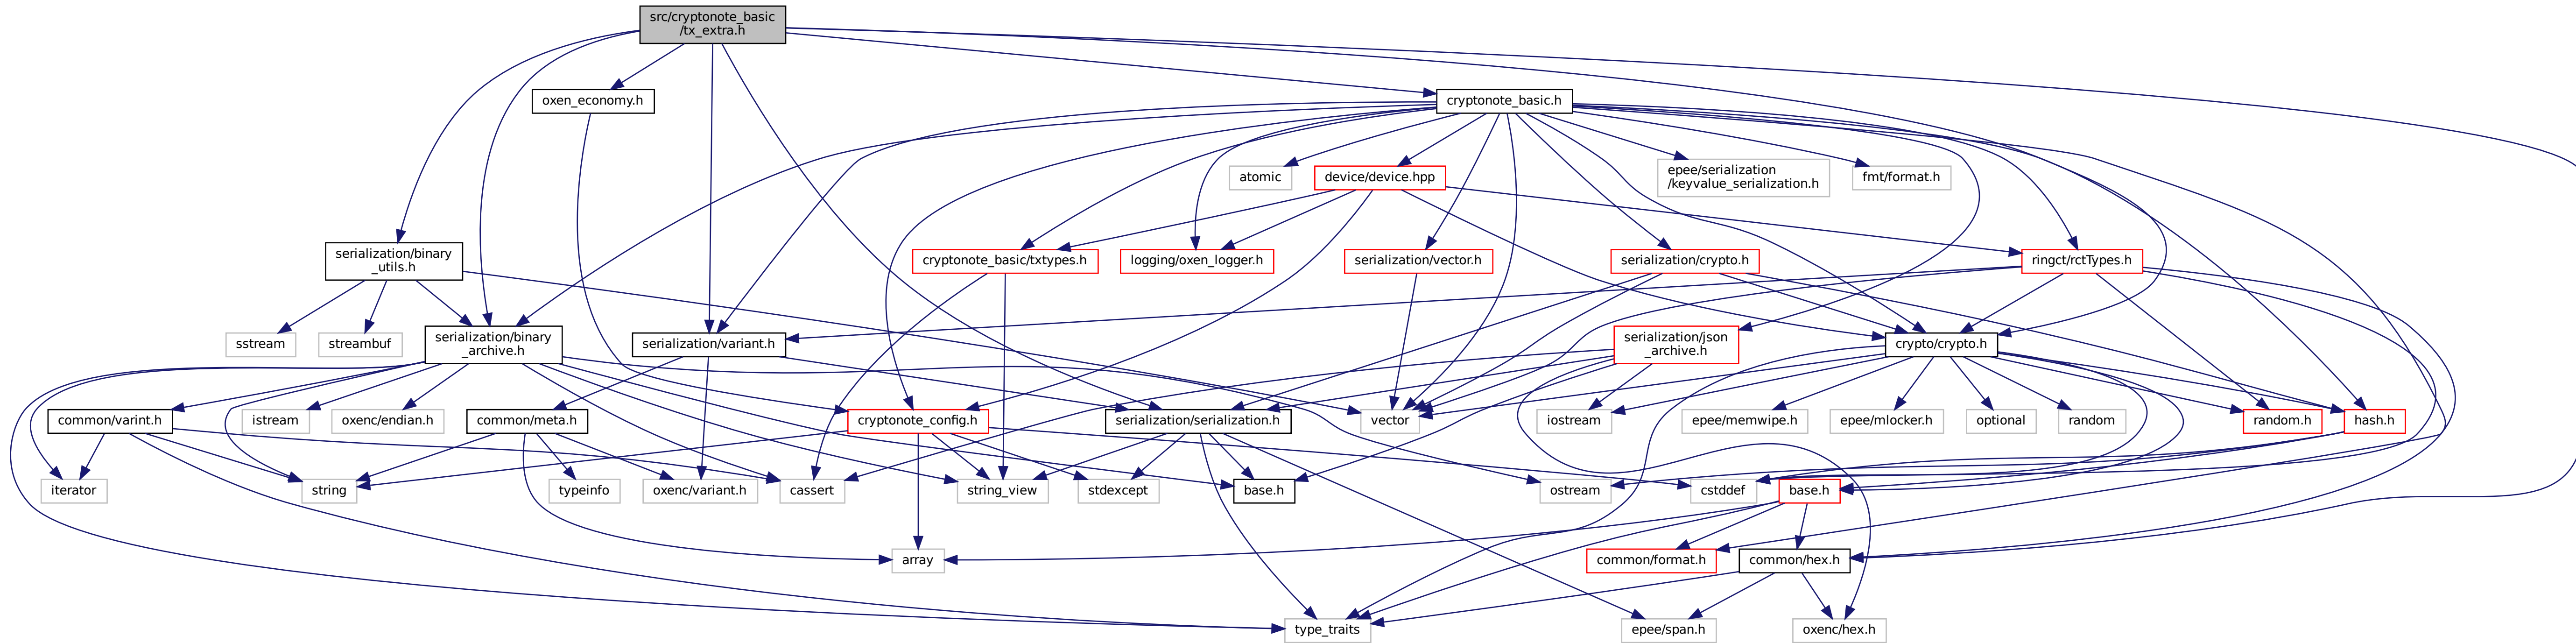 src/cryptonote_basic
/tx_extra.h
oxen_economy.h
cryptonote_basic.h
atomic
device/device.hpp
epee/serialization
/keyvalue_serialization.h
fmt/format.h
serialization/binary
_utils.h
cryptonote_basic/txtypes.h
logging/oxen_logger.h
serialization/vector.h
serialization/crypto.h
ringct/rctTypes.h
sstream
streambuf
serialization/binary
_archive.h
serialization/variant.h
serialization/json
_archive.h
crypto/crypto.h
common/varint.h
istream
oxenc/endian.h
common/meta.h
cryptonote_config.h
serialization/serialization.h
vector
iostream
epee/memwipe.h
epee/mlocker.h
optional
random
random.h
hash.h
iterator
string
typeinfo
oxenc/variant.h
cassert
string_view
stdexcept
base.h
ostream
cstddef
base.h
array
common/format.h
common/hex.h
type_traits
epee/span.h
oxenc/hex.h